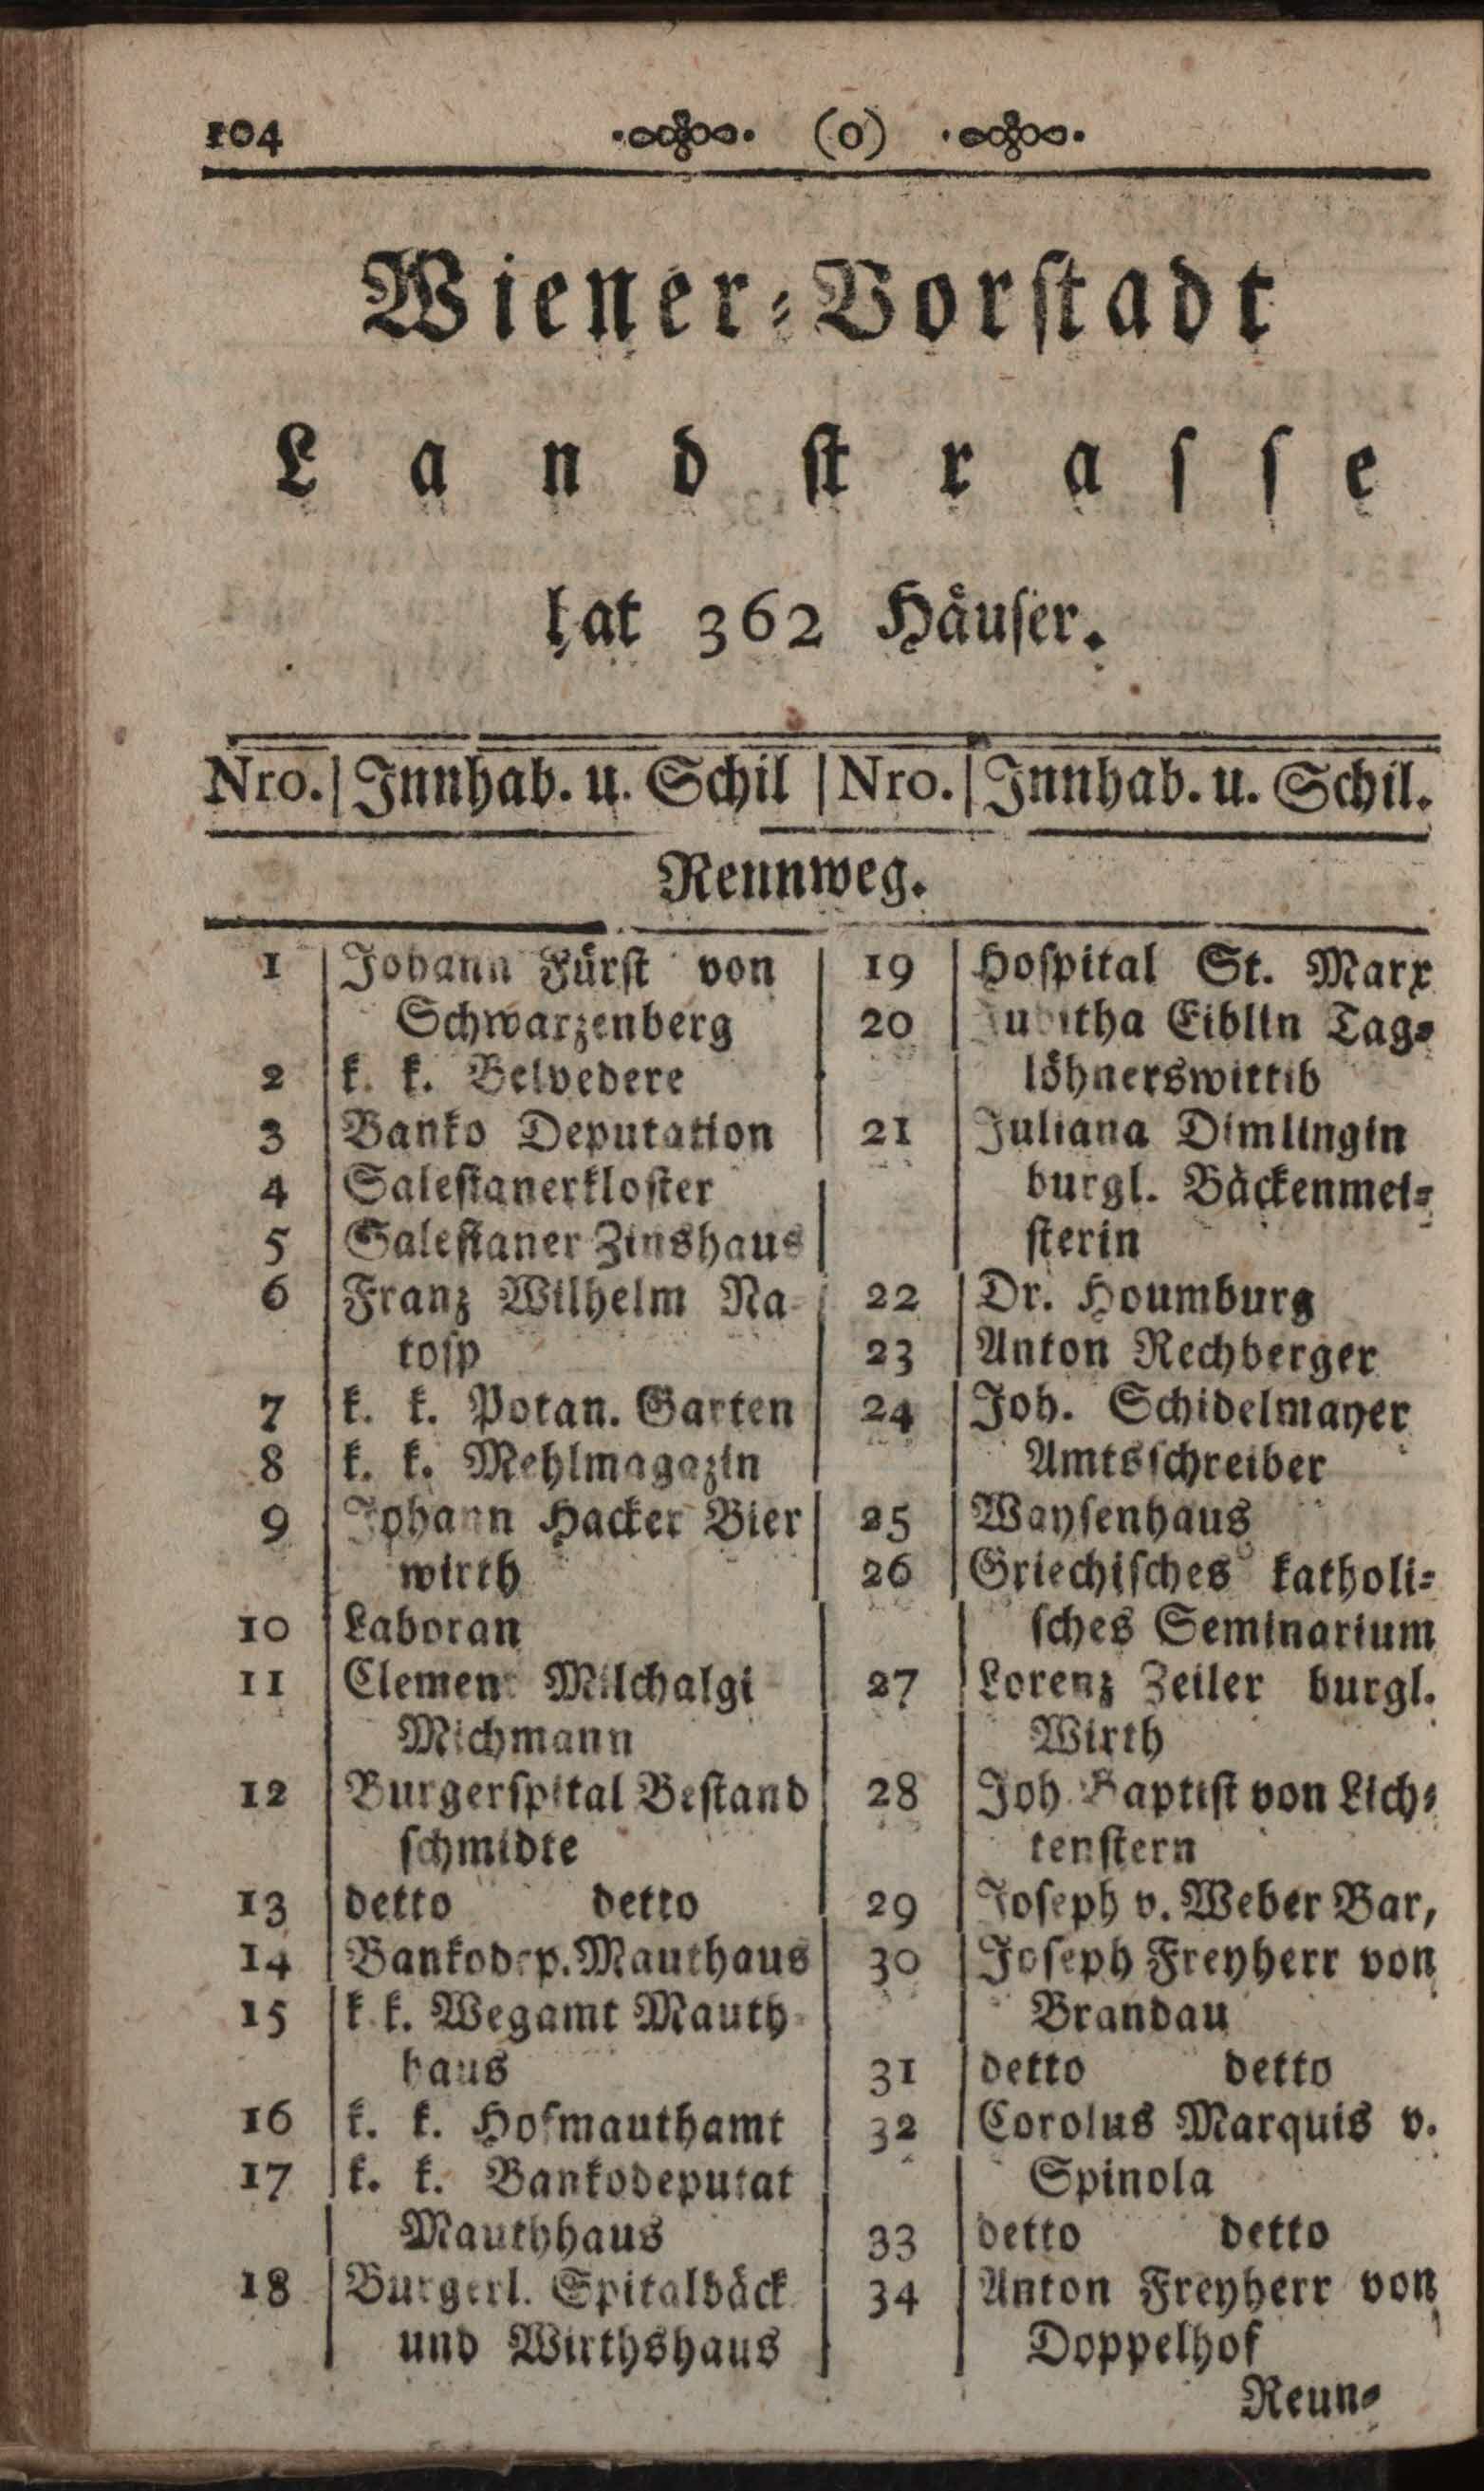 104 (0)
Wiener-Vorstadt
Landstrasse
hat 362 Häuser.
Nro. Innhab. u. Schil Nro. Innhab. u. Schil.
Rennweg.
1 Johann Fürst von
Schwarzenberg
2 k. k. Belvedere
3 Banko Deputation
4 Salesianerkloster
5 Salesianer Zinshaus
6 Franz Wilhelm Na-
tosp
7 k. k. Potan. Garten
8 k. k. Mehlmagazin
9 Johann Hacker Bier
wirth
10 Laboran
11 Clement Milchalgi
Michmann
12 Burgerspital Bestand
schmidte
13 detto detto
14 Bankodep. Mauthaus
15 k. k. Wegamt Mauth-
haus
16 k. k. Hofmauthamt
17 k. k. Bankodeputat
Mauthhaus
18 Burgerl. Spitalbäck
und Wirthshaus
19 Hospital St. Marx
20 Juditha Eiblin Tag-
löhnerswittib
21 Juliana Dimlingin
burgl. Bäckenmei-
sterin
22 Dr. Houmburg
23 Anton Rechberger
24 Joh. Schidelmayer
Amtsschreiber
25 Waysenhaus
26 Griechisches katholi-
sches Seminarium
27 Lorenz Zeiler burgl.
Wirth
28 Joh. Baptist von Lich-
tenstern
29 Joseph v. Weber Bar,
30 Joseph Freyherr von
Brandau
31 detto detto
32 Corolus Marquis v.
Spinola
33 detto detto
34 Anton Freyherr von
Doppelhof
Reun-